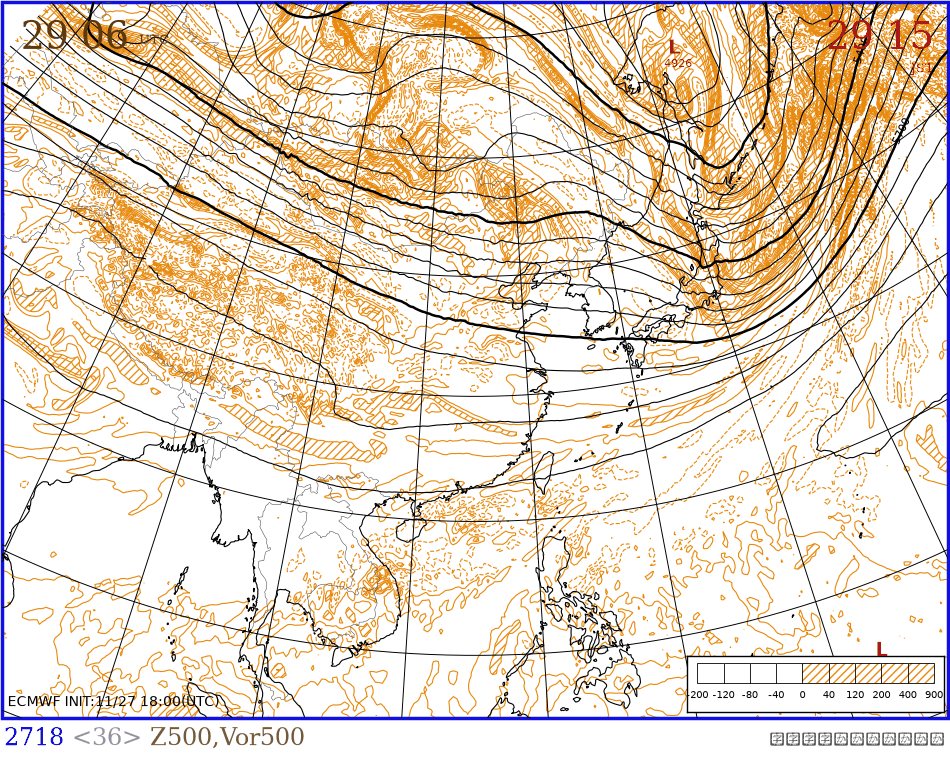 29 06 UTC
29 15
L
4926
L
-200 -120 -80 -40 0 40 120 200 400 900
ECMWF INIT:11/27 18:00(UTC)
2718 <36> Z500,Vor500